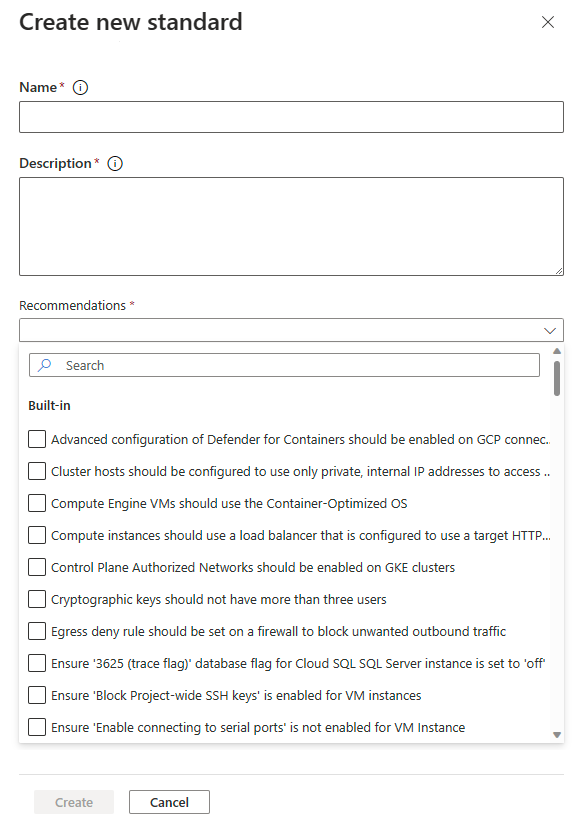 Create new standard
Name *
Description *
Recommendations *
Search
Built-in
Advanced configuration of Defender for Containers should be enabled on GCP connec...
Cluster hosts should be configured to use only private, internal IP addresses to access ...
Compute Engine VMs should use the Container-Optimized OS
Compute instances should use a load balancer that is configured to use a target HTTP...
Control Plane Authorized Networks should be enabled on GKE clusters
Cryptographic keys should not have more than three users
Egress deny rule should be set on a firewall to block unwanted outbound traffic
Ensure '3625 (trace flag)' database flag for Cloud SQL SQL Server instance is set to 'off'
Ensure 'Block Project-wide SSH keys' is enabled for VM instances
Ensure 'Enable connecting to serial ports' is not enabled for VM Instance
Create Cancel